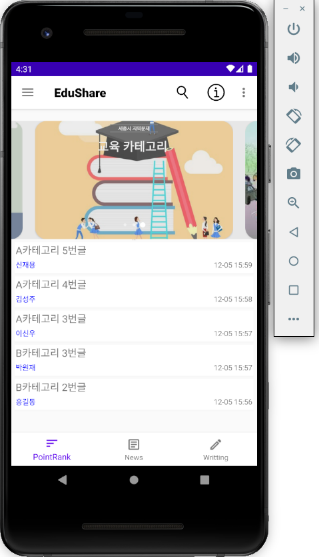 4:31
EduShare
교육 카테고리
A카테고리 5번글
신재용 12-05 15:59
A카테고리 4번글
김성주 12-05 15:58
A카테고리 3번글
이신우 12-05 15:57
B카테고리 3번글
박원재 12-05 15:57
B카테고리 2번글
홍길동 12-05 15:56
PointRank News Writting